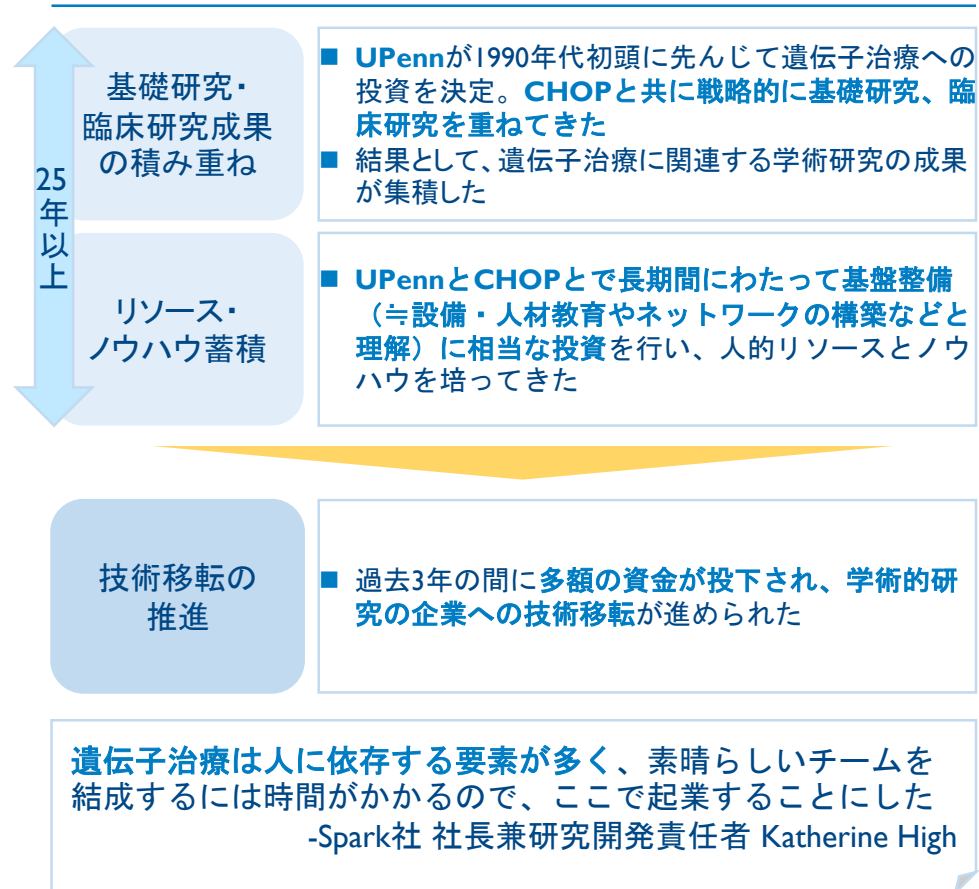 25
年
以
上
基礎研究・
臨床研究成果
の積み重ね
■ UPennが1990年代初頭に先んじて遺伝子治療への
投資を決定。CHOPと共に戦略的に基礎研究、臨
床研究を重ねてきた
■ 結果として、遺伝子治療に関連する学術研究の成果
が集積した
リソース・
ノウハウ蓄積
■ UPennとCHOPとで長期間にわたって基盤整備
（≒設備・人材教育やネットワークの構築などと
理解）に相当な投資を行い、人的リソースとノウ
ハウを培ってきた
技術移転の
推進
■ 過去3年の間に多額の資金が投下され、学術的研
究の企業への技術移転が進められた
遺伝子治療は人に依存する要素が多く、素晴らしいチームを
結成するには時間がかかるので、ここで起業することにした
-Spark社 社長兼研究開発責任者 Katherine High